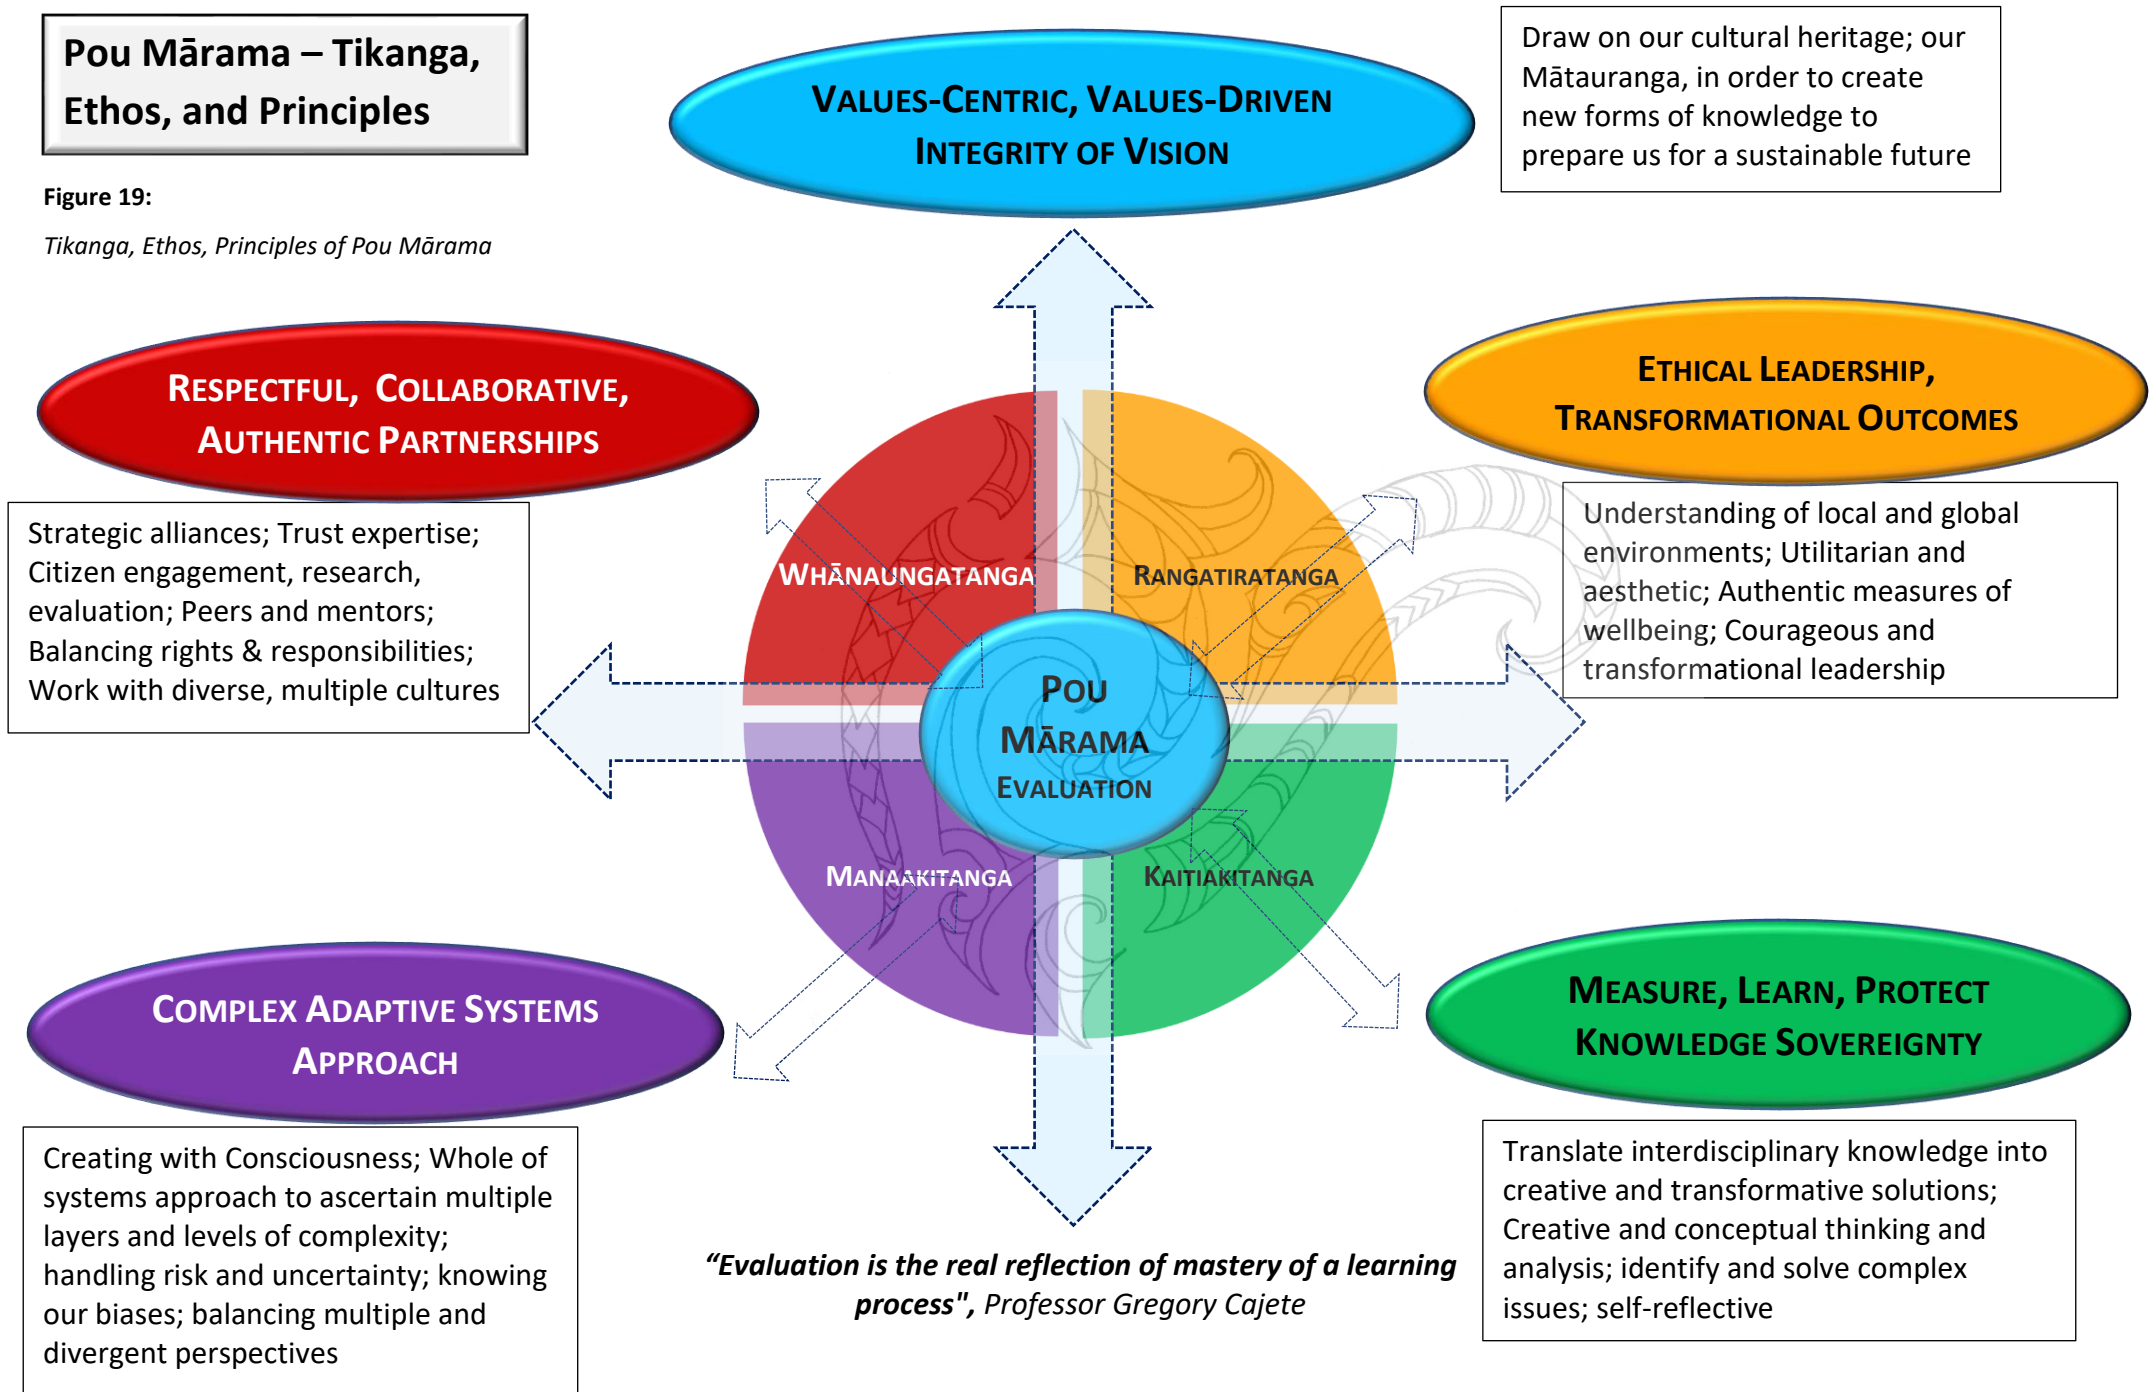 Pou Mārama – Tikanga,
Ethos, and Principles
Figure 19:
Tikanga, Ethos, Principles of Pou Mārama
VALUES-CENTRIC, VALUES-DRIVEN
INTEGRITY OF VISION
Draw on our cultural heritage; our
Mātauranga, in order to create
new forms of knowledge to
prepare us for a sustainable future
RESPECTFUL, COLLABORATIVE,
AUTHENTIC PARTNERSHIPS
Strategic alliances; Trust expertise;
Citizen engagement, research,
evaluation; Peers and mentors;
Balancing rights & responsibilities;
Work with diverse, multiple cultures
ETHICAL LEADERSHIP,
TRANSFORMATIONAL OUTCOMES
Understanding of local and global
environments; Utilitarian and
aesthetic; Authentic measures of
wellbeing; Courageous and
transformational leadership
WHĀNAUNGATANGA
RANGATIRATANGA
POU
MĀRAMA
EVALUATION
MANAAKITANGA
KAITIAKITANGA
COMPLEX ADAPTIVE SYSTEMS
APPROACH
Creating with Consciousness; Whole of
systems approach to ascertain multiple
layers and levels of complexity;
handling risk and uncertainty; knowing
our biases; balancing multiple and
divergent perspectives
MEASURE, LEARN, PROTECT
KNOWLEDGE SOVEREIGNTY
Translate interdisciplinary knowledge into
creative and transformative solutions;
Creative and conceptual thinking and
analysis; identify and solve complex
issues; self-reflective
“Evaluation is the real reflection of mastery of a learning
process", Professor Gregory Cajete